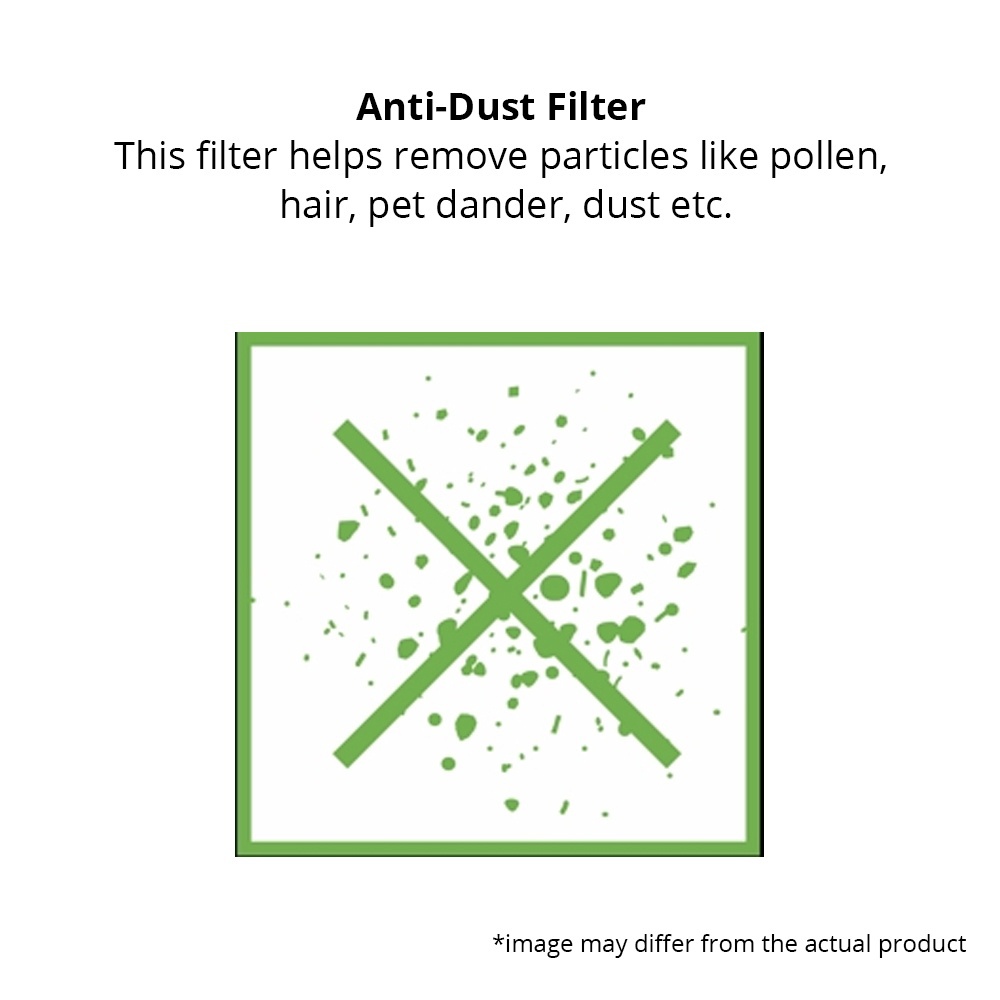 Anti-Dust Filter
This filter helps remove particles like pollen,
hair, pet dander, dust etc.
*image may differ from the actual product